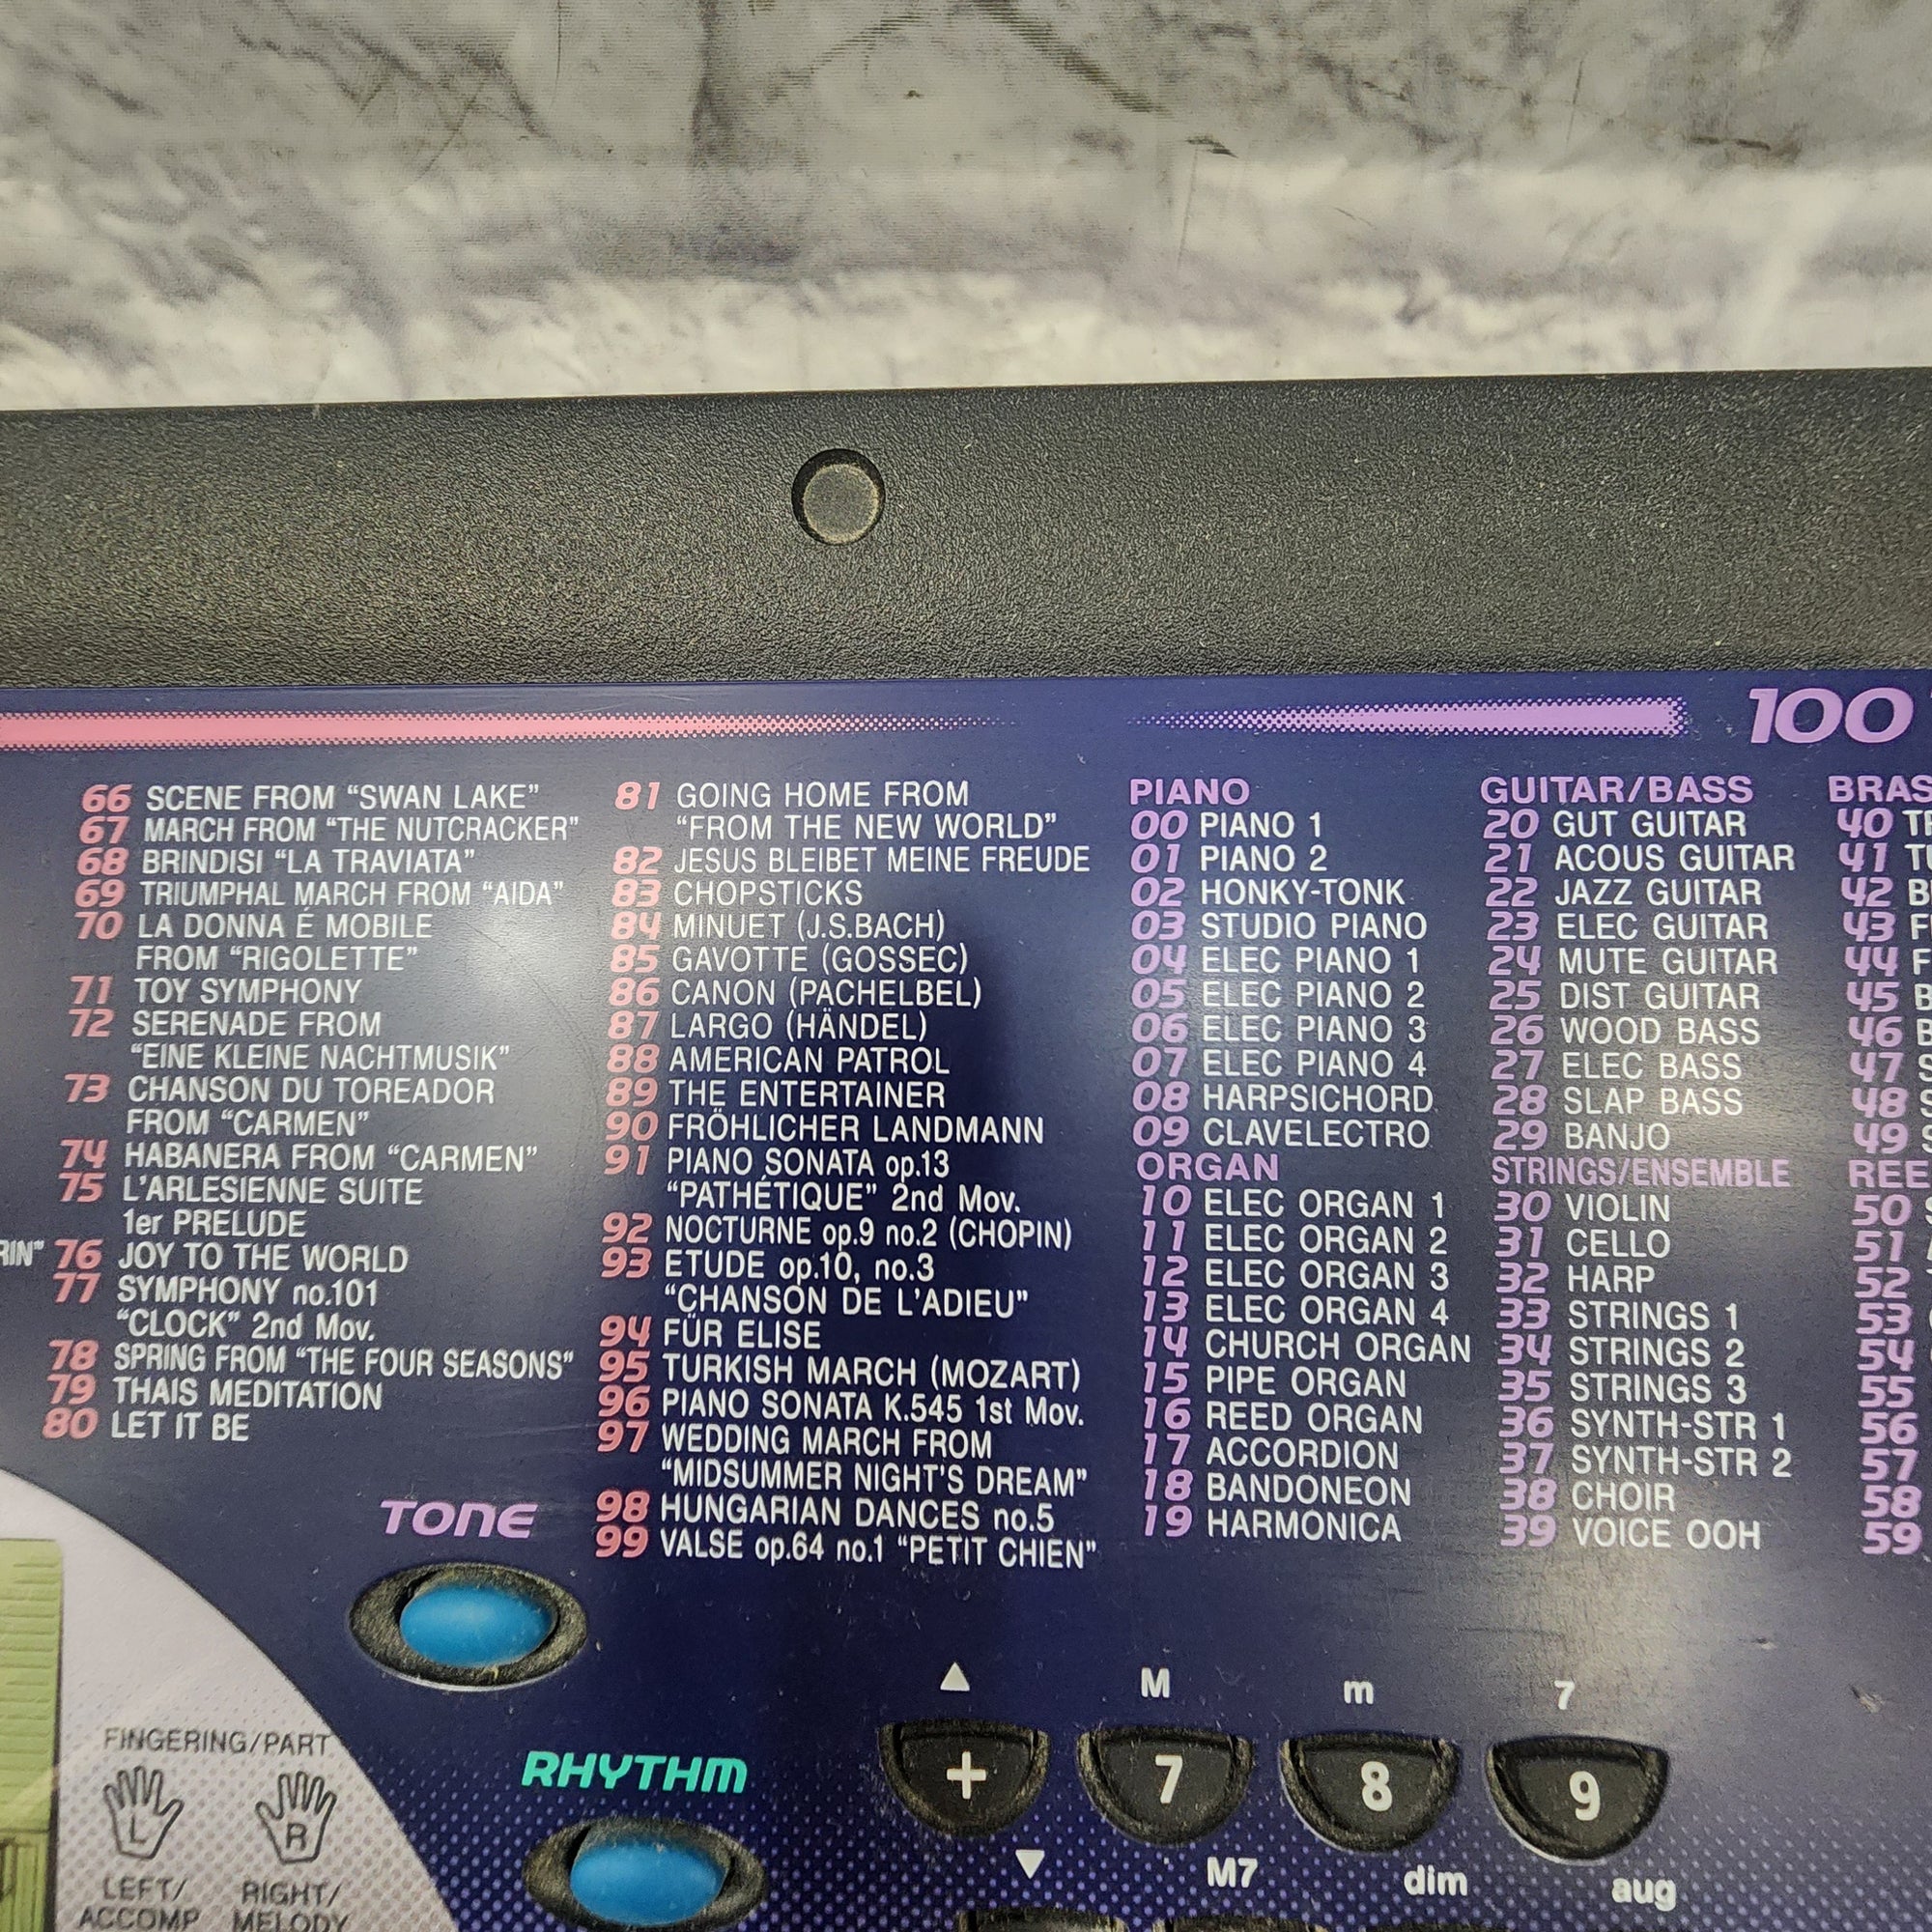 100
66 SCENE FROM “SWAN LAKE”
67 MARCH FROM “THE NUTCRACKER”
68 BRINDISI “LA TRAVIATA”
69 TRIUMPHAL MARCH FROM “AIDA”
70 LA DONNA É MOBILE
FROM “RIGOLETTE”
71 TOY SYMPHONY
72 SERENADE FROM
“EINE KLEINE NACHTMUSIK”
73 CHANSON DU TOREADOR
FROM “CARMEN”
74 HABANERA FROM “CARMEN”
75 L'ARLESIENNE SUITE
1er PRELUDE
76 JOY TO THE WORLD
77 SYMPHONY no.101
“CLOCK” 2nd Mov.
78 SPRING FROM “THE FOUR SEASONS”
79 THAIS MEDITATION
80 LET IT BE
81 GOING HOME FROM
“FROM THE NEW WORLD”
82 JESUS BLEIBET MEINE FREUDE
83 CHOPSTICKS
84 MINUET (J.S.BACH)
85 GAVOTTE (GOSSEC)
86 CANON (PACHELBEL)
87 LARGO (HÄNDEL)
88 AMERICAN PATROL
89 THE ENTERTAINER
90 FRÖHLICHER LANDMANN
91 PIANO SONATA op.13
“PATHÉTIQUE” 2nd Mov.
92 NOCTURNE op.9 no.2 (CHOPIN)
93 ETUDE op.10, no.3
“CHANSON DE L'ADIEU”
94 FÜR ELISE
95 TURKISH MARCH (MOZART)
96 PIANO SONATA K.545 1st Mov.
97 WEDDING MARCH FROM
“MIDSUMMER NIGHT'S DREAM”
98 HUNGARIAN DANCES no.5
99 VALSE op.64 no.1 “PETIT CHIEN”
PIANO
00 PIANO 1
01 PIANO 2
02 HONKY-TONK
03 STUDIO PIANO
04 ELEC PIANO 1
05 ELEC PIANO 2
06 ELEC PIANO 3
07 ELEC PIANO 4
08 HARPSICHORD
09 CLAVELECTRO
ORGAN
10 ELEC ORGAN 1
11 ELEC ORGAN 2
12 ELEC ORGAN 3
13 ELEC ORGAN 4
14 CHURCH ORGAN
15 PIPE ORGAN
16 REED ORGAN
17 ACCORDION
18 BANDONEON
19 HARMONICA
GUITAR/BASS
20 GUT GUITAR
21 ACOUS GUITAR
22 JAZZ GUITAR
23 ELEC GUITAR
24 MUTE GUITAR
25 DIST GUITAR
26 WOOD BASS
27 ELEC BASS
28 SLAP BASS
29 BANJO
STRINGS/ENSEMBLE
30 VIOLIN
31 CELLO
32 HARP
33 STRINGS 1
34 STRINGS 2
35 STRINGS 3
36 SYNTH-STR 1
37 SYNTH-STR 2
38 CHOIR
39 VOICE OOH
40
41
42
43
44
45
46
47
48
49
50
51
52
53
54
55
56
57
58
59
TONE
RHYTHM
FINGERING/PART
L R
LEFT/ RIGHT/
ACCOMP MELODY
M m 7
+ 7 8 9
M7 dim aug